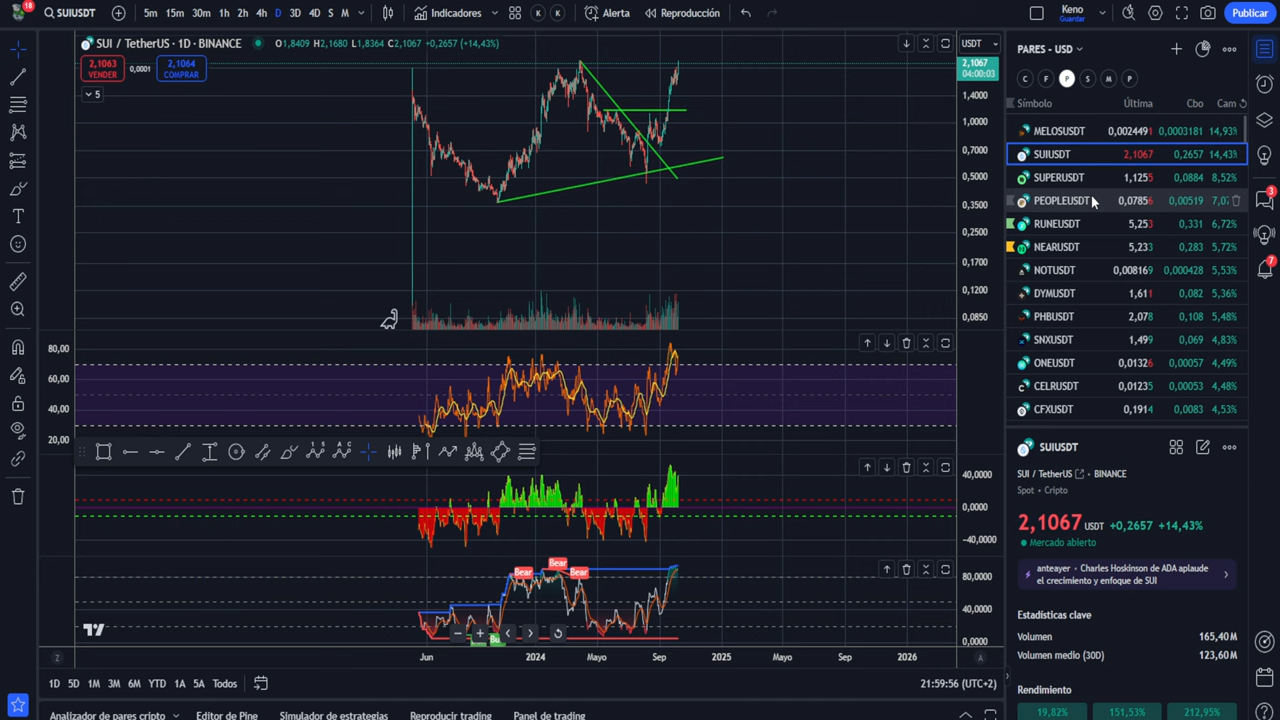 18
SUIUSDT
5m 15m 30m 1h 2h 4h D 3D 4D S M
Indicadores
K K
Alerta
Reproducción
Keno
Guardar
Publicar
SUI / TetherUS · 1D · BINANCE
O1,8409 H2,1680 L1,8364 C2,1067 +0,2657 (+14,43%)
2,1063
VENDER
0,0001
2,1064
COMPRAR
5
USDT
2,1067
04:00:03
1,4000
1,0000
0,7000
0,5000
0,3500
0,2500
0,1700
0,1200
0,0850
80,00
60,00
40,00
20,00
40,0000
0,0000
−40,0000
Bear
Bear
Bear
80,0000
40,0000
0,0000
Jun 2024 Mayo Sep 2025 Mayo Sep 2026
Z
A
1D 5D 1M 3M 6M YTD 1A 5A Todos
21:59:56 (UTC+2)
Analizador de pares cripto Editor de Pine Simulador de estrategias Reproducir trading Panel de trading
PARES - USD
C F P S M P
Símbolo Última Cbo Cam
MELOSUSDT 0,0024491 0,0003181 14,93%
SUIUSDT 2,1067 0,2657 14,43%
SUPERUSDT 1,1255 0,0884 8,52%
PEOPLEUSDT 0,07856 0,00519 7,07
RUNEUSDT 5,253 0,331 6,72%
NEARUSDT 5,233 0,283 5,72%
NOTUSDT 0,008169 0,000428 5,53%
DYMUSDT 1,611 0,082 5,36%
PHBUSDT 2,078 0,108 5,48%
SNXUSDT 1,499 0,069 4,83%
ONEUSDT 0,01326 0,00057 4,49%
CELRUSDT 0,01235 0,00053 4,48%
CFXUSDT 0,1914 0,0083 4,53%
SUIUSDT
SUI / TetherUS · BINANCE
Spot · Cripto
2,1067 USDT +0,2657 +14,43%
Mercado abierto
anteayer · Charles Hoskinson de ADA aplaude
el crecimiento y enfoque de SUI
Estadísticas clave
Volumen 165,40 M
Volumen medio (30D) 123,60 M
Rendimiento
19,82% 151,53% 212,95%
3
7